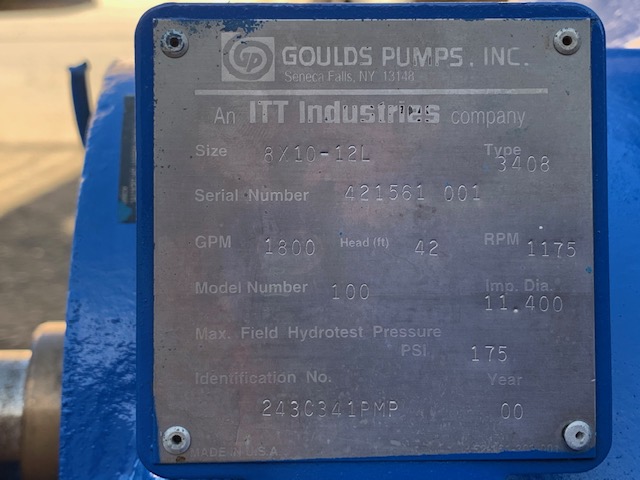 GOULDS PUMPS, INC.
Seneca Falls, NY 13148
An ITT Industries company
Size 8X10-12L Type 3408
Serial Number 421561 001
GPM 1800 Head (ft) 42 RPM 1175
Model Number 100 Imp. Dia. 11.400
Max. Field Hydrotest Pressure
PSI 175
Identification No. Year
243C341PMP 00
MADE IN U.S.A.